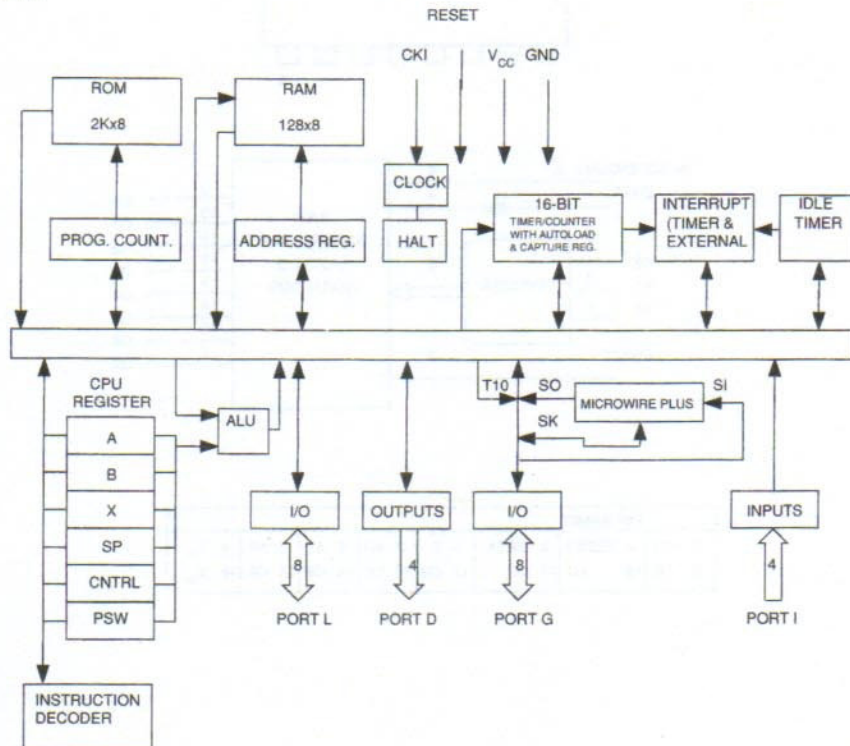 RESET
CKI
VCC
GND
ROM
2Kx8
RAM
128x8
CLOCK
HALT
PROG. COUNT.
ADDRESS REG.
16-BIT
TIMER/COUNTER
WITH AUTOLOAD
& CAPTURE REG.
INTERRUPT
(TIMER &
EXTERNAL
IDLE
TIMER
CPU
REGISTER
A
B
X
SP
CNTRL
PSW
ALU
T10
SO
SI
SK
MICROWIRE PLUS
I/O
OUTPUTS
I/O
INPUTS
8
4
8
4
PORT L
PORT D
PORT G
PORT I
INSTRUCTION
DECODER